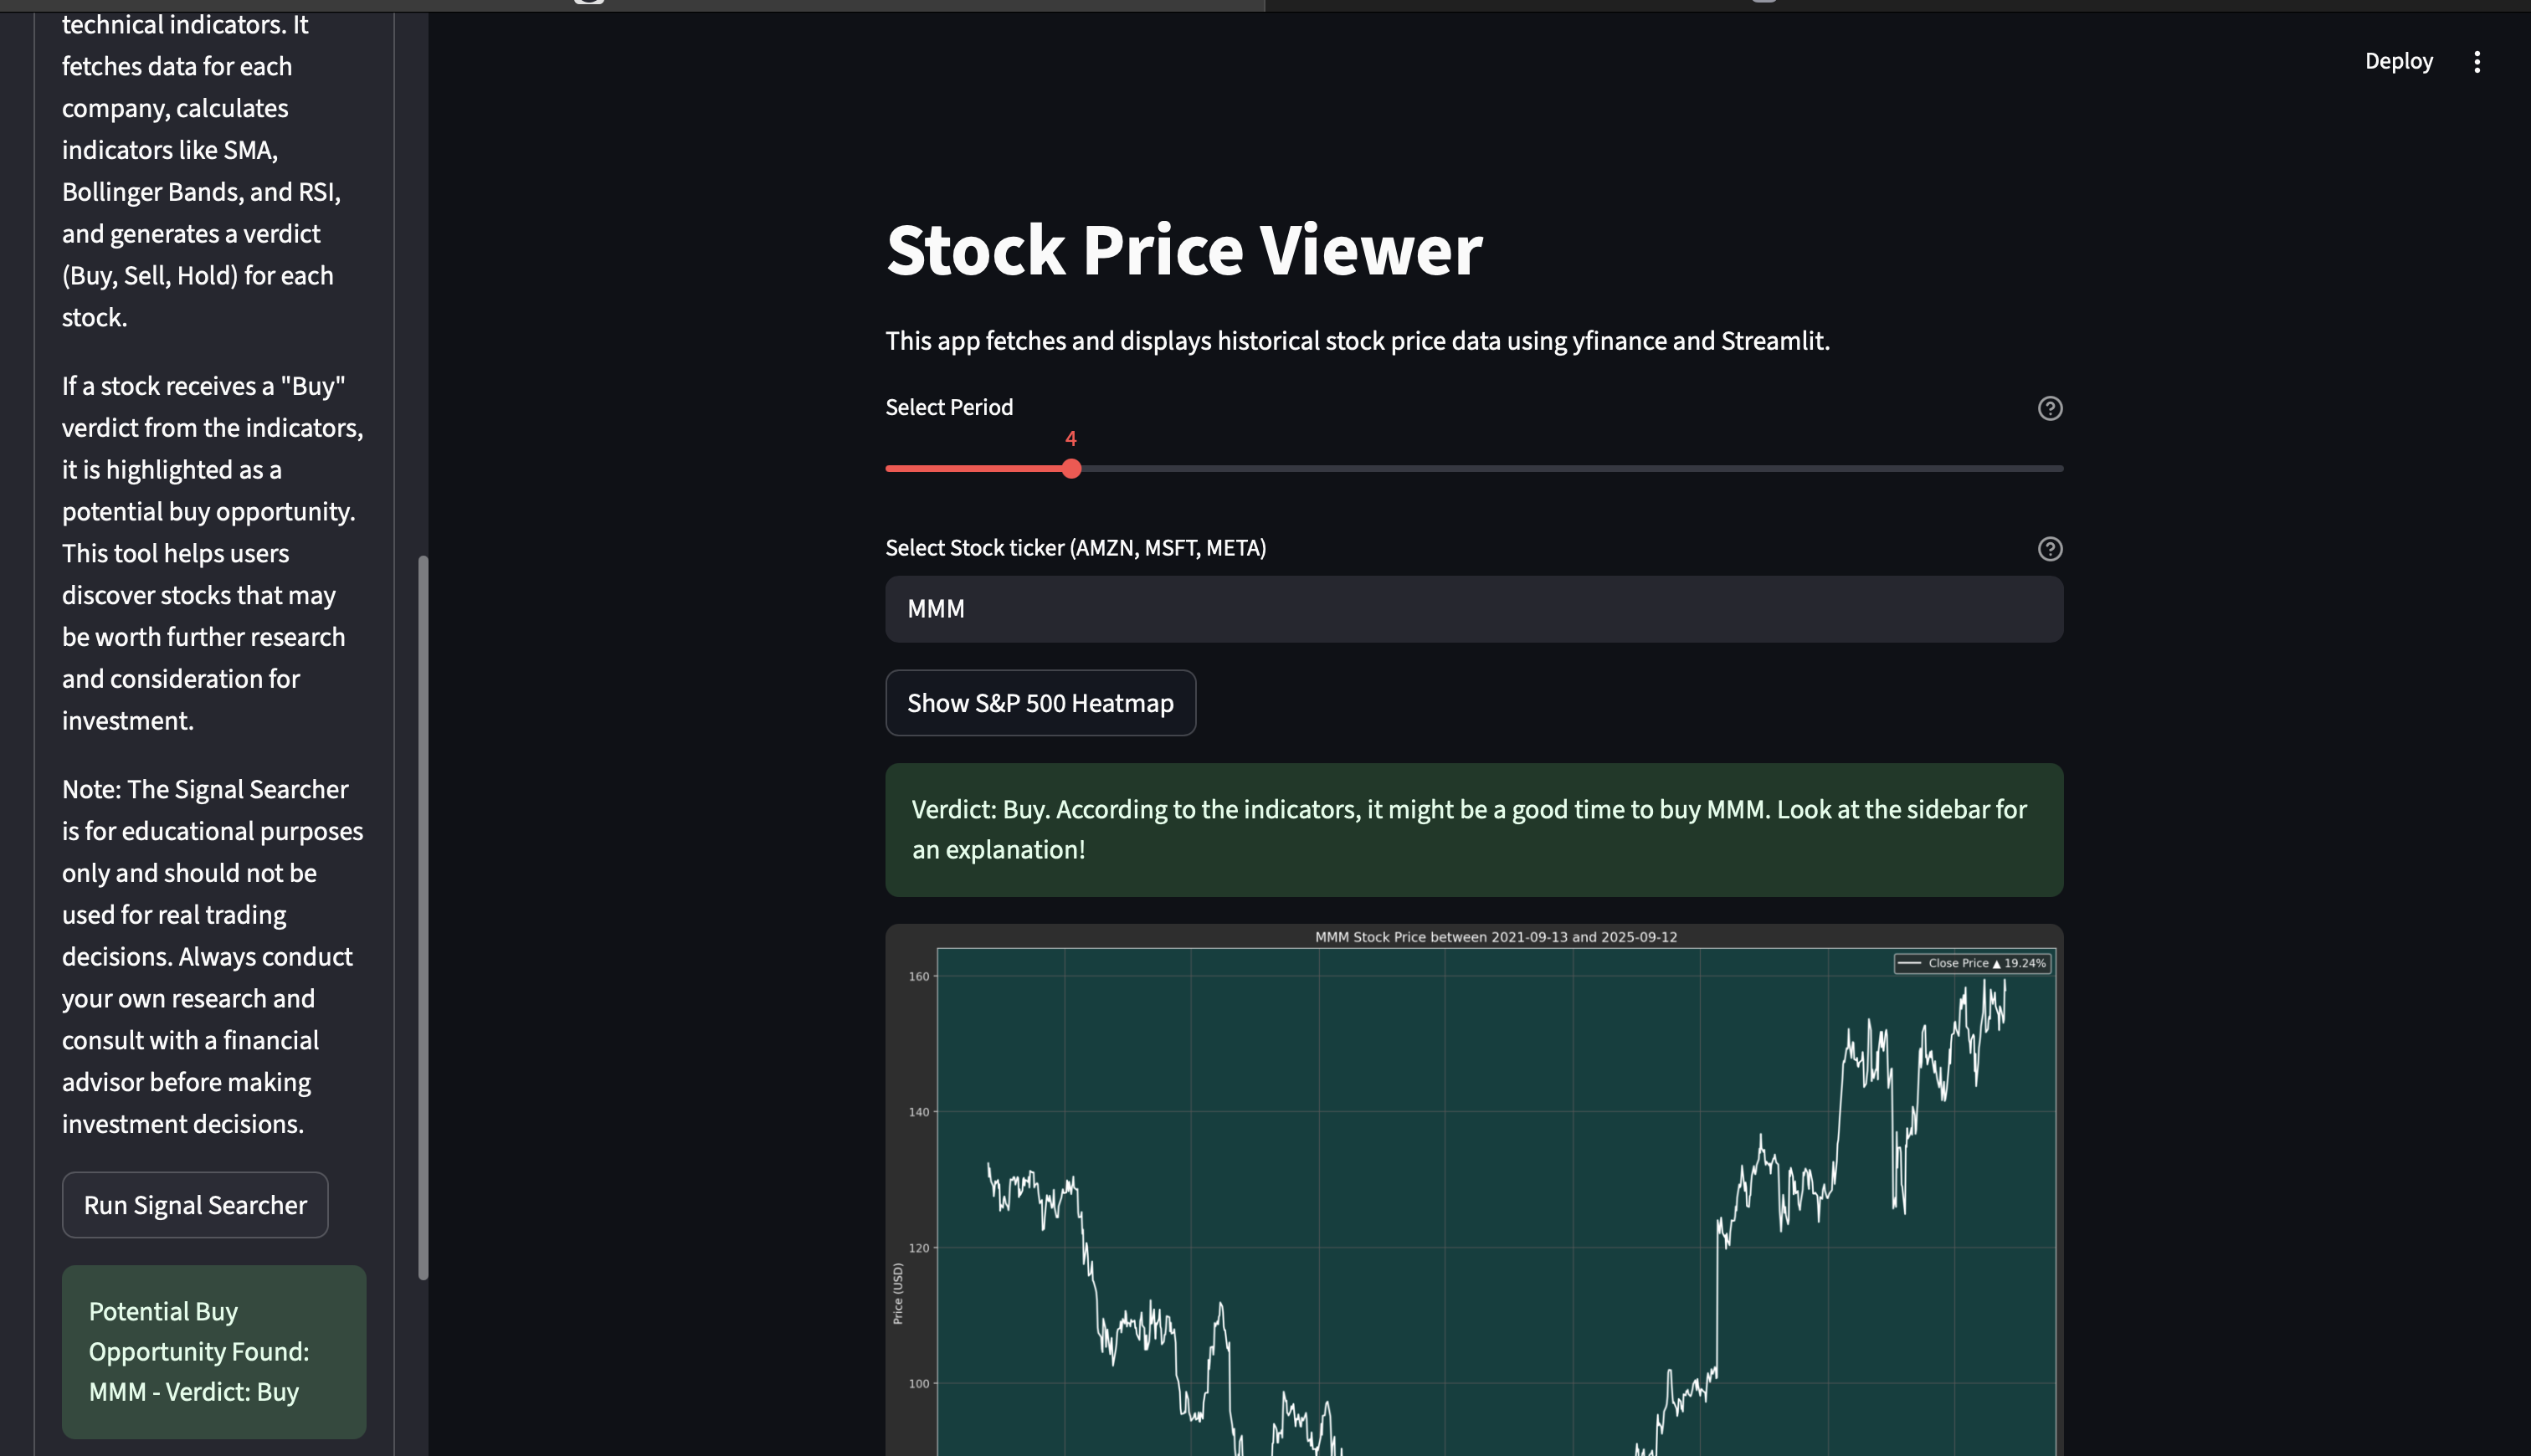 technical indicators. It
fetches data for each
company, calculates
indicators like SMA,
Bollinger Bands, and RSI,
and generates a verdict
(Buy, Sell, Hold) for each
stock.
If a stock receives a "Buy"
verdict from the indicators,
it is highlighted as a
potential buy opportunity.
This tool helps users
discover stocks that may
be worth further research
and consideration for
investment.
Note: The Signal Searcher
is for educational purposes
only and should not be
used for real trading
decisions. Always conduct
your own research and
consult with a financial
advisor before making
investment decisions.
Run Signal Searcher
Potential Buy
Opportunity Found:
MMM - Verdict: Buy
Deploy
Stock Price Viewer
This app fetches and displays historical stock price data using yfinance and Streamlit.
Select Period
4
Select Stock ticker (AMZN, MSFT, META)
MMM
Show S&P 500 Heatmap
Verdict: Buy. According to the indicators, it might be a good time to buy MMM. Look at the sidebar for
an explanation!
MMM Stock Price between 2021-09-13 and 2025-09-12
Close Price ▲ 19.24%
160
140
120
100
Price (USD)